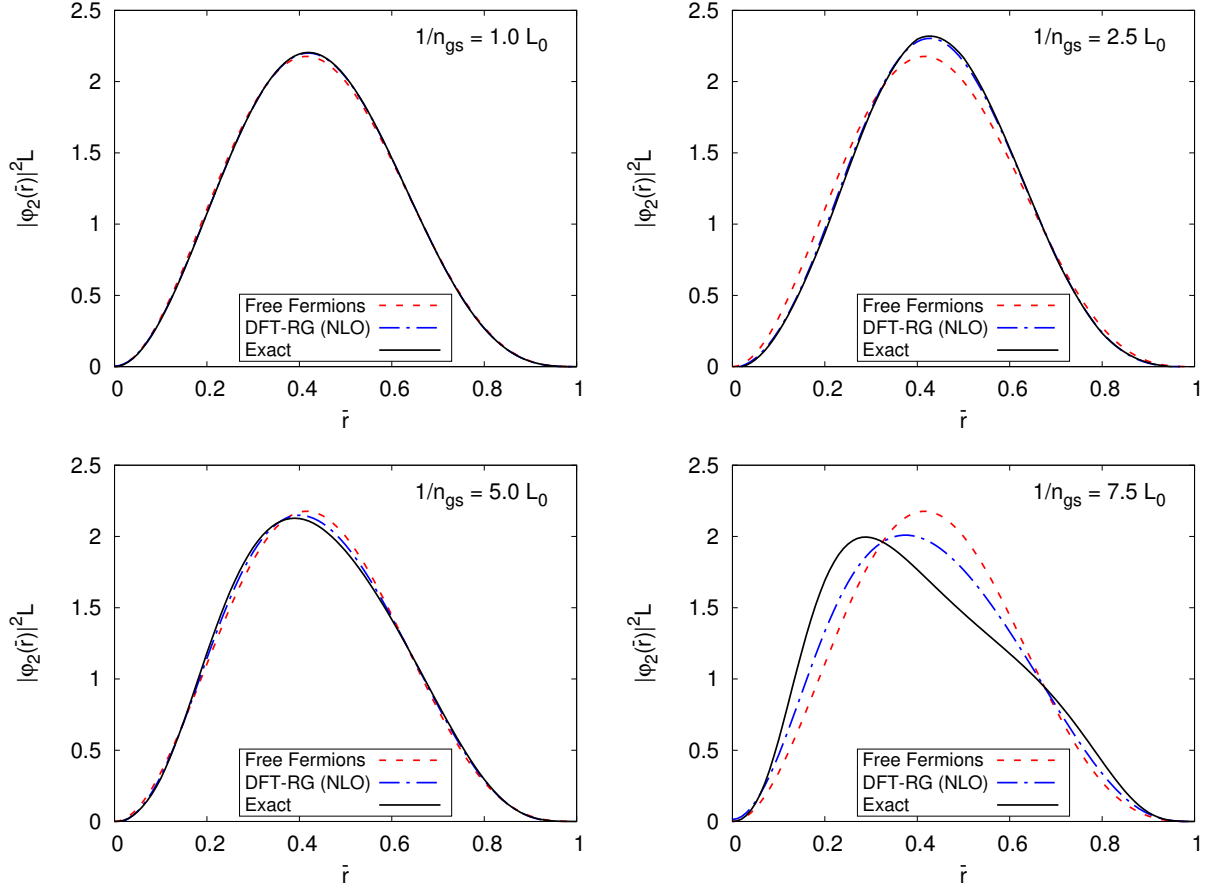 1/n_gs = 1.0 L_0
2.5
2
1.5
1
0.5
0
|φ_2(r̄)|²L
Free Fermions
DFT-RG (NLO)
Exact
0 0.2 0.4 0.6 0.8 1
r̄
1/n_gs = 2.5 L_0
2.5
2
1.5
1
0.5
0
|φ_2(r̄)|²L
Free Fermions
DFT-RG (NLO)
Exact
0 0.2 0.4 0.6 0.8 1
r̄
1/n_gs = 5.0 L_0
2.5
2
1.5
1
0.5
0
|φ_2(r̄)|²L
Free Fermions
DFT-RG (NLO)
Exact
0 0.2 0.4 0.6 0.8 1
r̄
1/n_gs = 7.5 L_0
2.5
2
1.5
1
0.5
0
|φ_2(r̄)|²L
Free Fermions
DFT-RG (NLO)
Exact
0 0.2 0.4 0.6 0.8 1
r̄